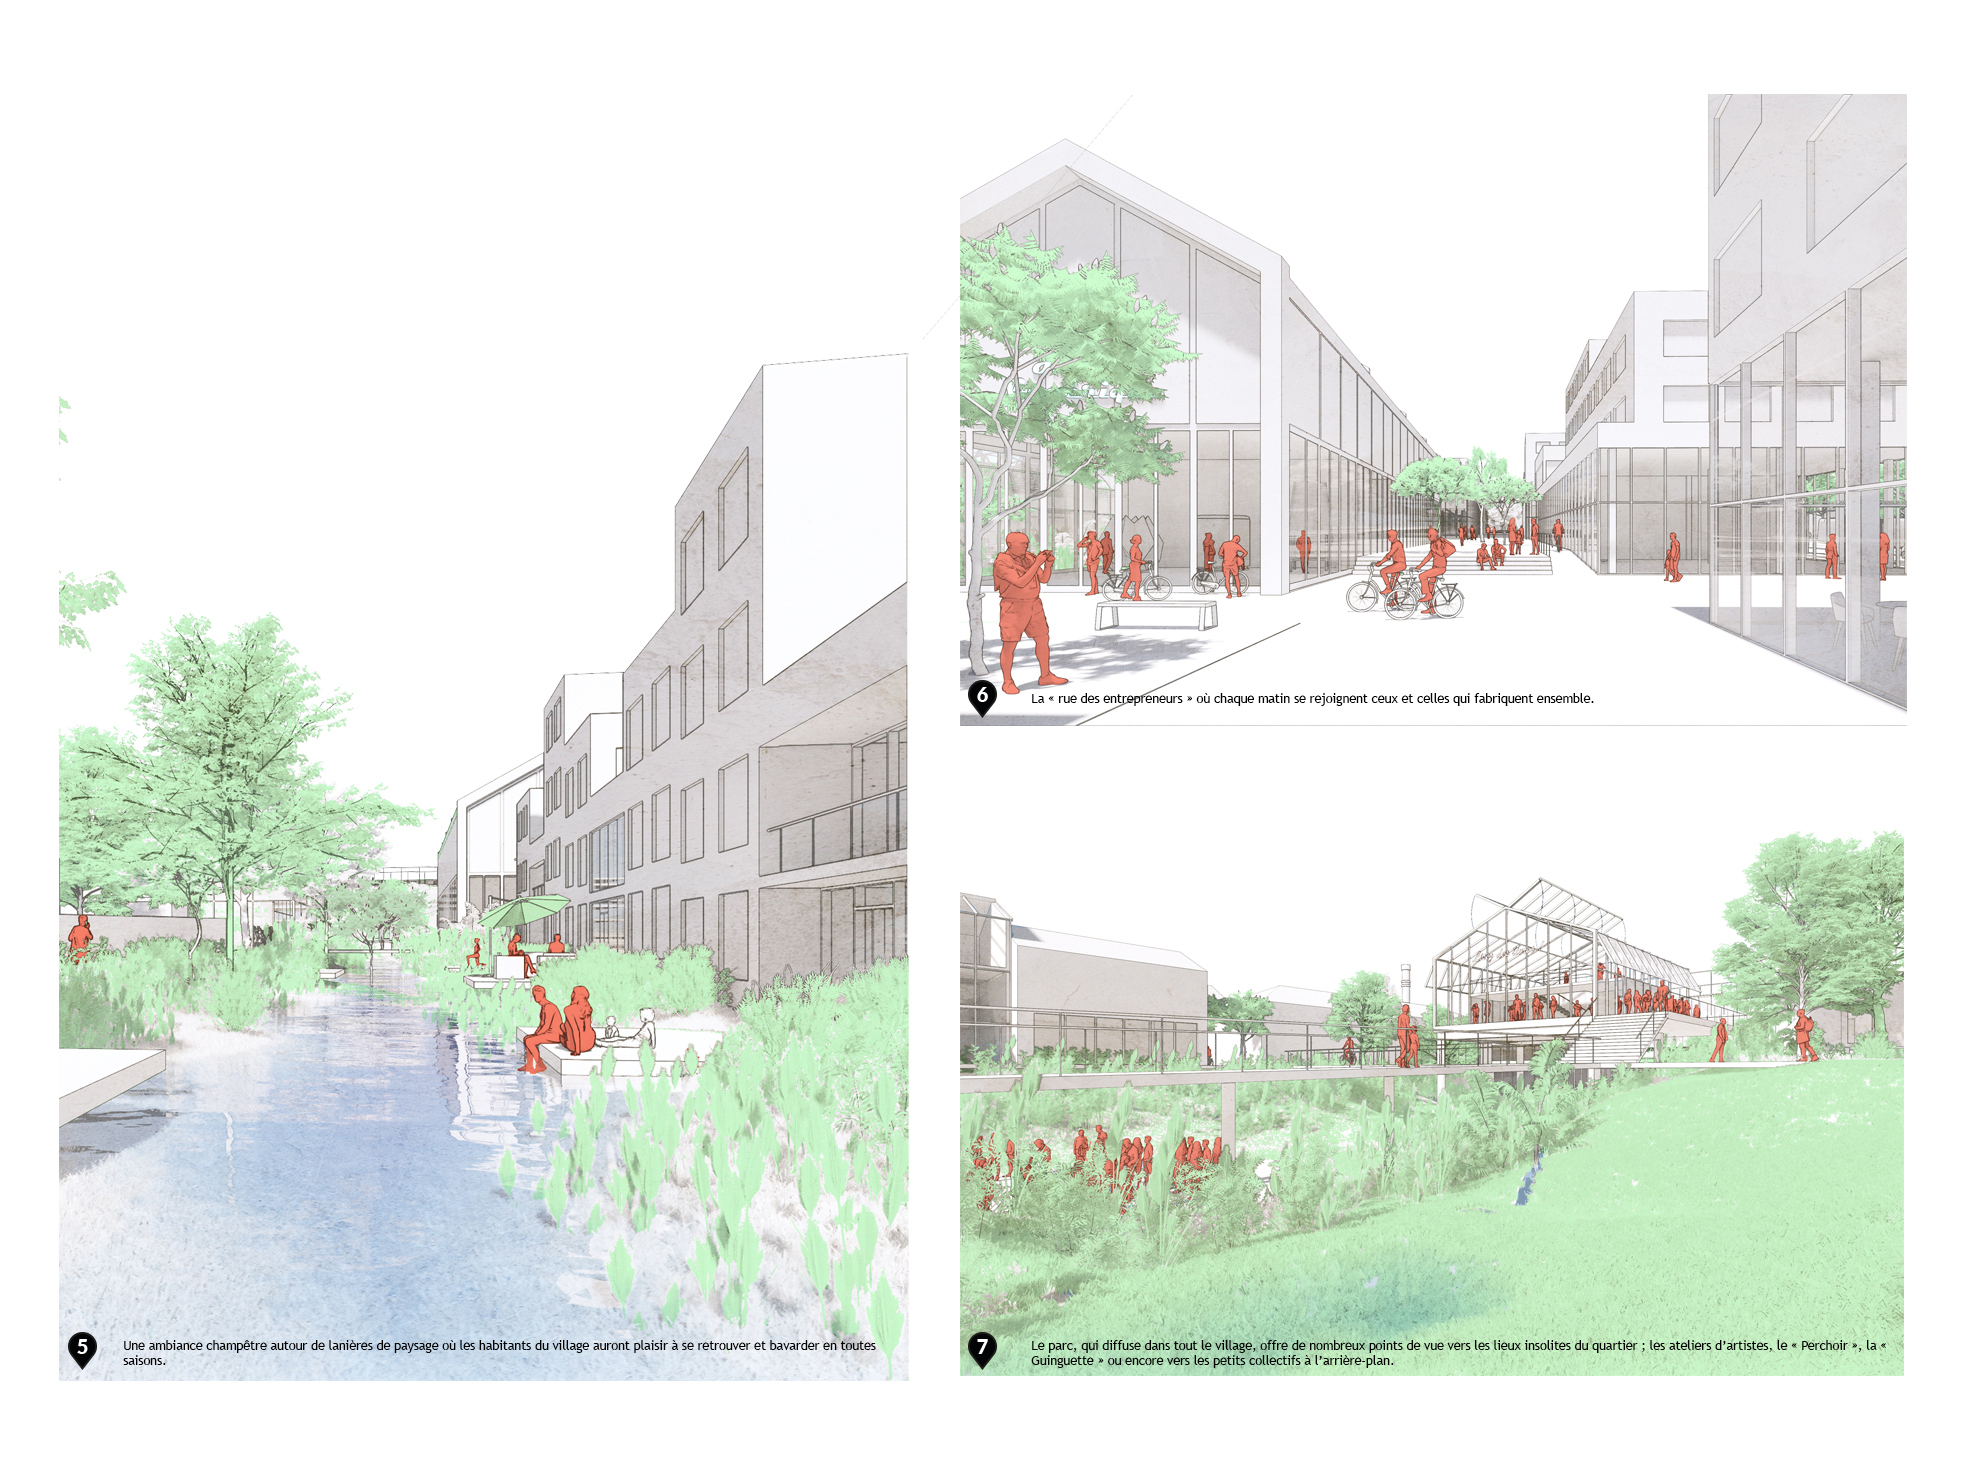 5
Une ambiance champêtre autour de lanières de paysage où les habitants du village auront plaisir à se retrouver et bavarder en toutes
saisons.
6
La « rue des entrepreneurs » où chaque matin se rejoignent ceux et celles qui fabriquent ensemble.
7
Le parc, qui diffuse dans tout le village, offre de nombreux points de vue vers les lieux insolites du quartier ; les ateliers d’artistes, le « Perchoir », la «
Guinguette » ou encore vers les petits collectifs à l’arrière-plan.